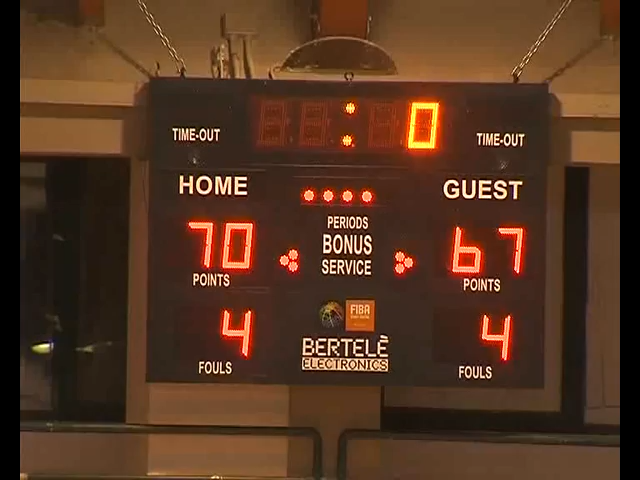 : 0
TIME-OUT TIME-OUT
HOME GUEST
PERIODS
70 BONUS 67
SERVICE
POINTS POINTS
FIBA
4 4
BERTELÈ
ELECTRONICS
FOULS FOULS